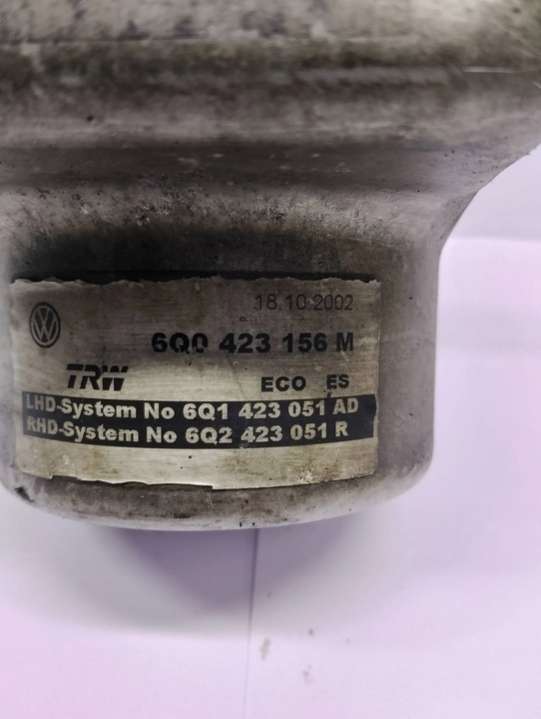 18.10.2002
6Q0 423 156 M
TRW ECO ES
LHD-System No 6Q1 423 051 AD
RHD-System No 6Q2 423 051 R